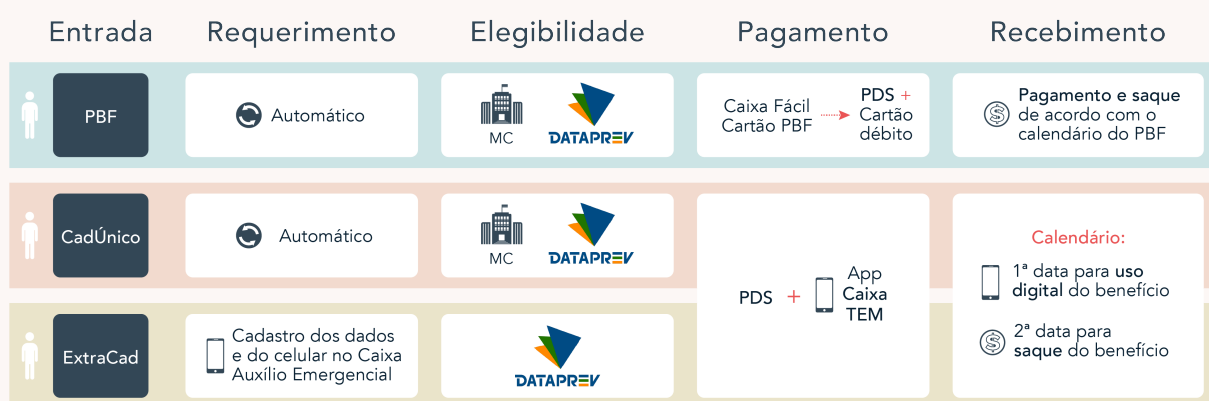 Entrada
Requerimento
Elegibilidade
Pagamento
Recebimento
PBF
Automático
MC
DATAPREV
Caixa Fácil
Cartão PBF
PDS +
Cartão
débito
Pagamento e saque
de acordo com o
calendário do PBF
CadÚnico
Automático
MC
DATAPREV
PDS +
App
Caixa
TEM
Calendário:
1ª data para uso
digital do benefício
2ª data para
saque do benefício
ExtraCad
Cadastro dos dados
e do celular no Caixa
Auxílio Emergencial
DATAPREV